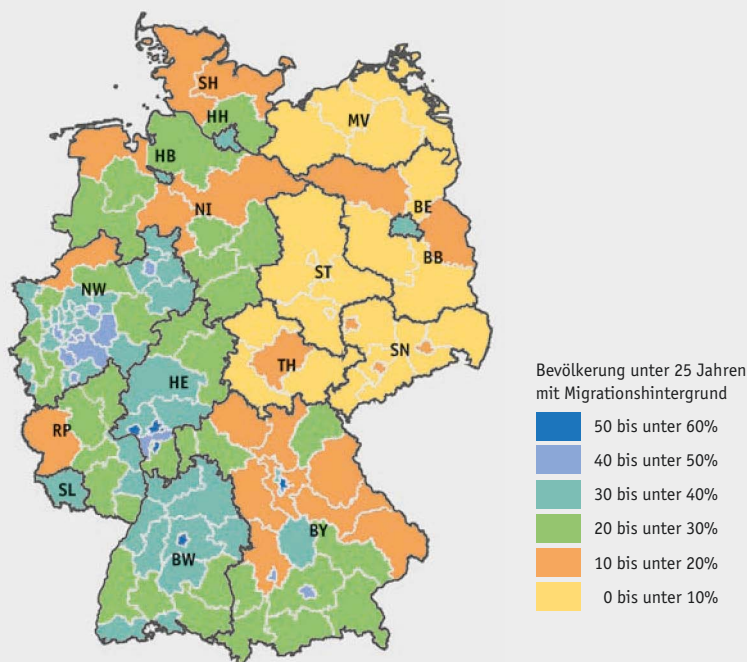 SH
HH
MV
HB
BE
NI
BB
ST
NW
SN
TH
HE
RP
SL
BY
BW
Bevölkerung unter 25 Jahren
mit Migrationshintergrund
50 bis unter 60%
40 bis unter 50%
30 bis unter 40%
20 bis unter 30%
10 bis unter 20%
0 bis unter 10%